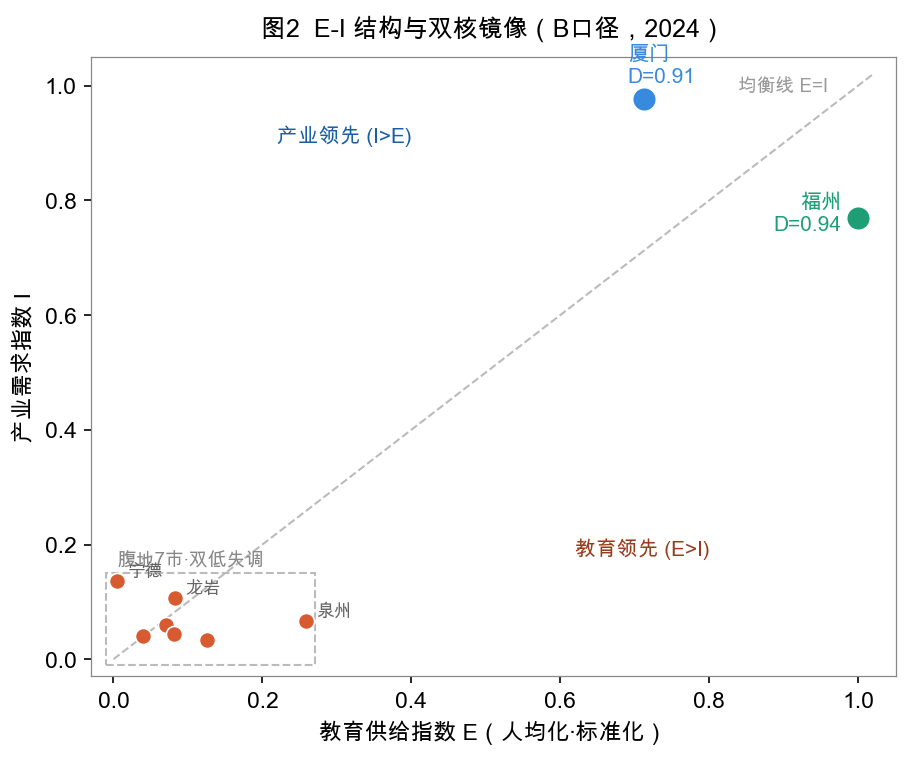 图2 E-I 结构与双核镜像（B口径，2024）
厦门
D=0.91
均衡线 E=I
产业领先 (I>E)
福州
D=0.94
教育领先 (E>I)
腹地7市·双低失调
宁德
龙岩
泉州
产业需求指数 I
1.0
0.8
0.6
0.4
0.2
0.0
0.0 0.2 0.4 0.6 0.8 1.0
教育供给指数 E（人均化·标准化）